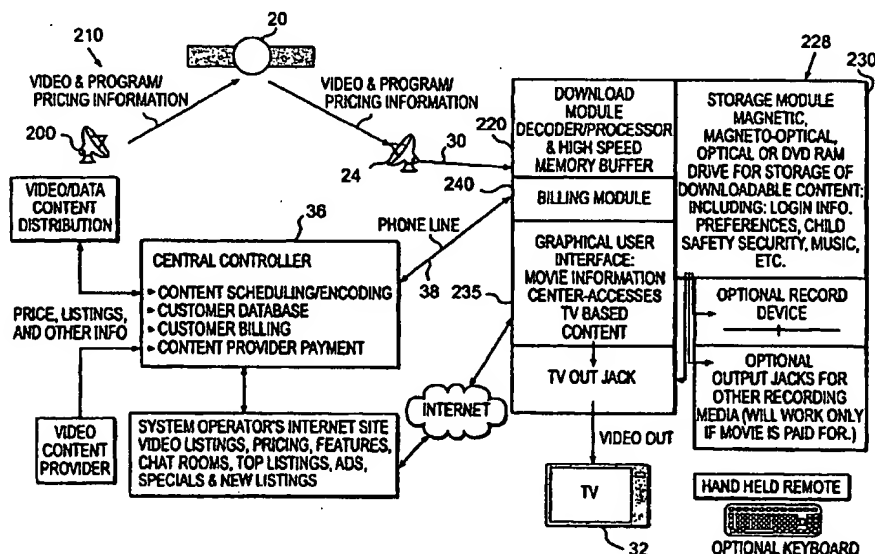 210
20
VIDEO & PROGRAM/
PRICING INFORMATION
VIDEO & PROGRAM/
PRICING INFORMATION
200
24
30
220
240
228
230
VIDEO/DATA
CONTENT
DISTRIBUTION
36
PHONE LINE
38
235
CENTRAL CONTROLLER
CONTENT SCHEDULING/ENCODING
CUSTOMER DATABASE
CUSTOMER BILLING
CONTENT PROVIDER PAYMENT
PRICE, LISTINGS,
AND OTHER INFO
VIDEO
CONTENT
PROVIDER
SYSTEM OPERATOR'S INTERNET SITE
VIDEO LISTINGS, PRICING, FEATURES,
CHAT ROOMS, TOP LISTINGS, ADS,
SPECIALS & NEW LISTINGS
INTERNET
DOWNLOAD
MODULE
DECODER/PROCESSOR
& HIGH SPEED
MEMORY BUFFER
BILLING MODULE
GRAPHICAL USER
INTERFACE:
MOVIE INFORMATION
CENTER-ACCESSES
TV BASED
CONTENT
TV OUT JACK
VIDEO OUT
TV
32
STORAGE MODULE
MAGNETIC,
MAGNETO-OPTICAL,
OPTICAL OR DVD RAM
DRIVE FOR STORAGE OF
DOWNLOADABLE CONTENT;
INCLUDING: LOGIN INFO.
PREFERENCES, CHILD
SAFETY SECURITY, MUSIC,
ETC.
OPTIONAL RECORD
DEVICE
OPTIONAL
OUTPUT JACKS FOR
OTHER RECORDING
MEDIA (WILL WORK ONLY
IF MOVIE IS PAID FOR.)
HAND HELD REMOTE
OPTIONAL KEYBOARD